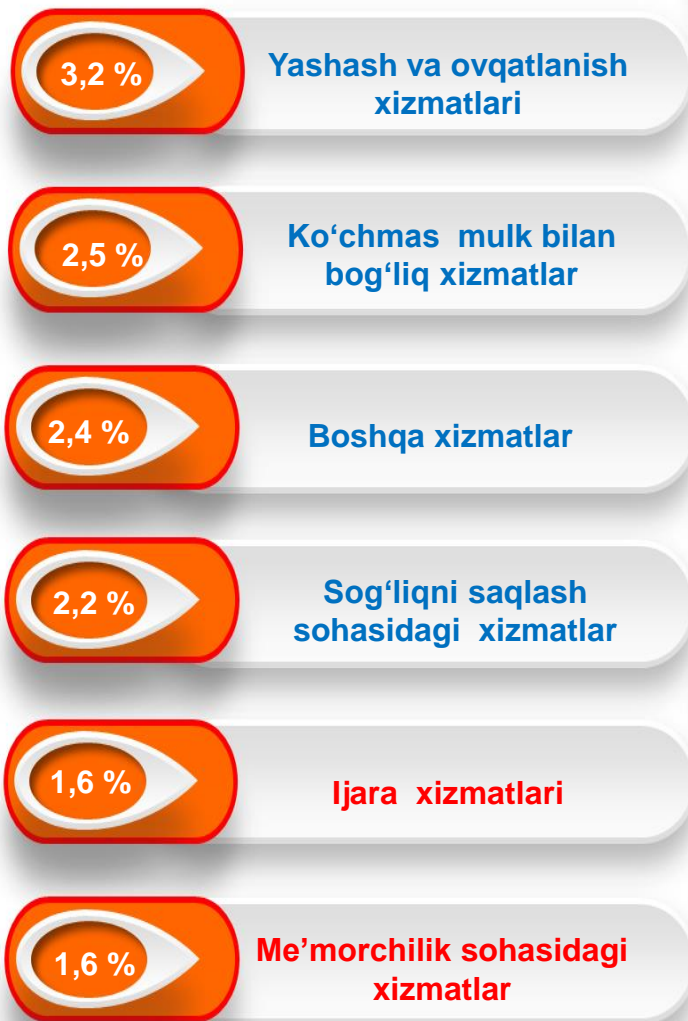 3,2 %
Yashash va ovqatlanish
xizmatlari
2,5 %
Ko‘chmas mulk bilan
bog‘liq xizmatlar
2,4 %
Boshqa xizmatlar
2,2 %
Sog‘liqni saqlash
sohasidagi xizmatlar
1,6 %
Ijara xizmatlari
1,6 %
Me’morchilik sohasidagi
xizmatlar